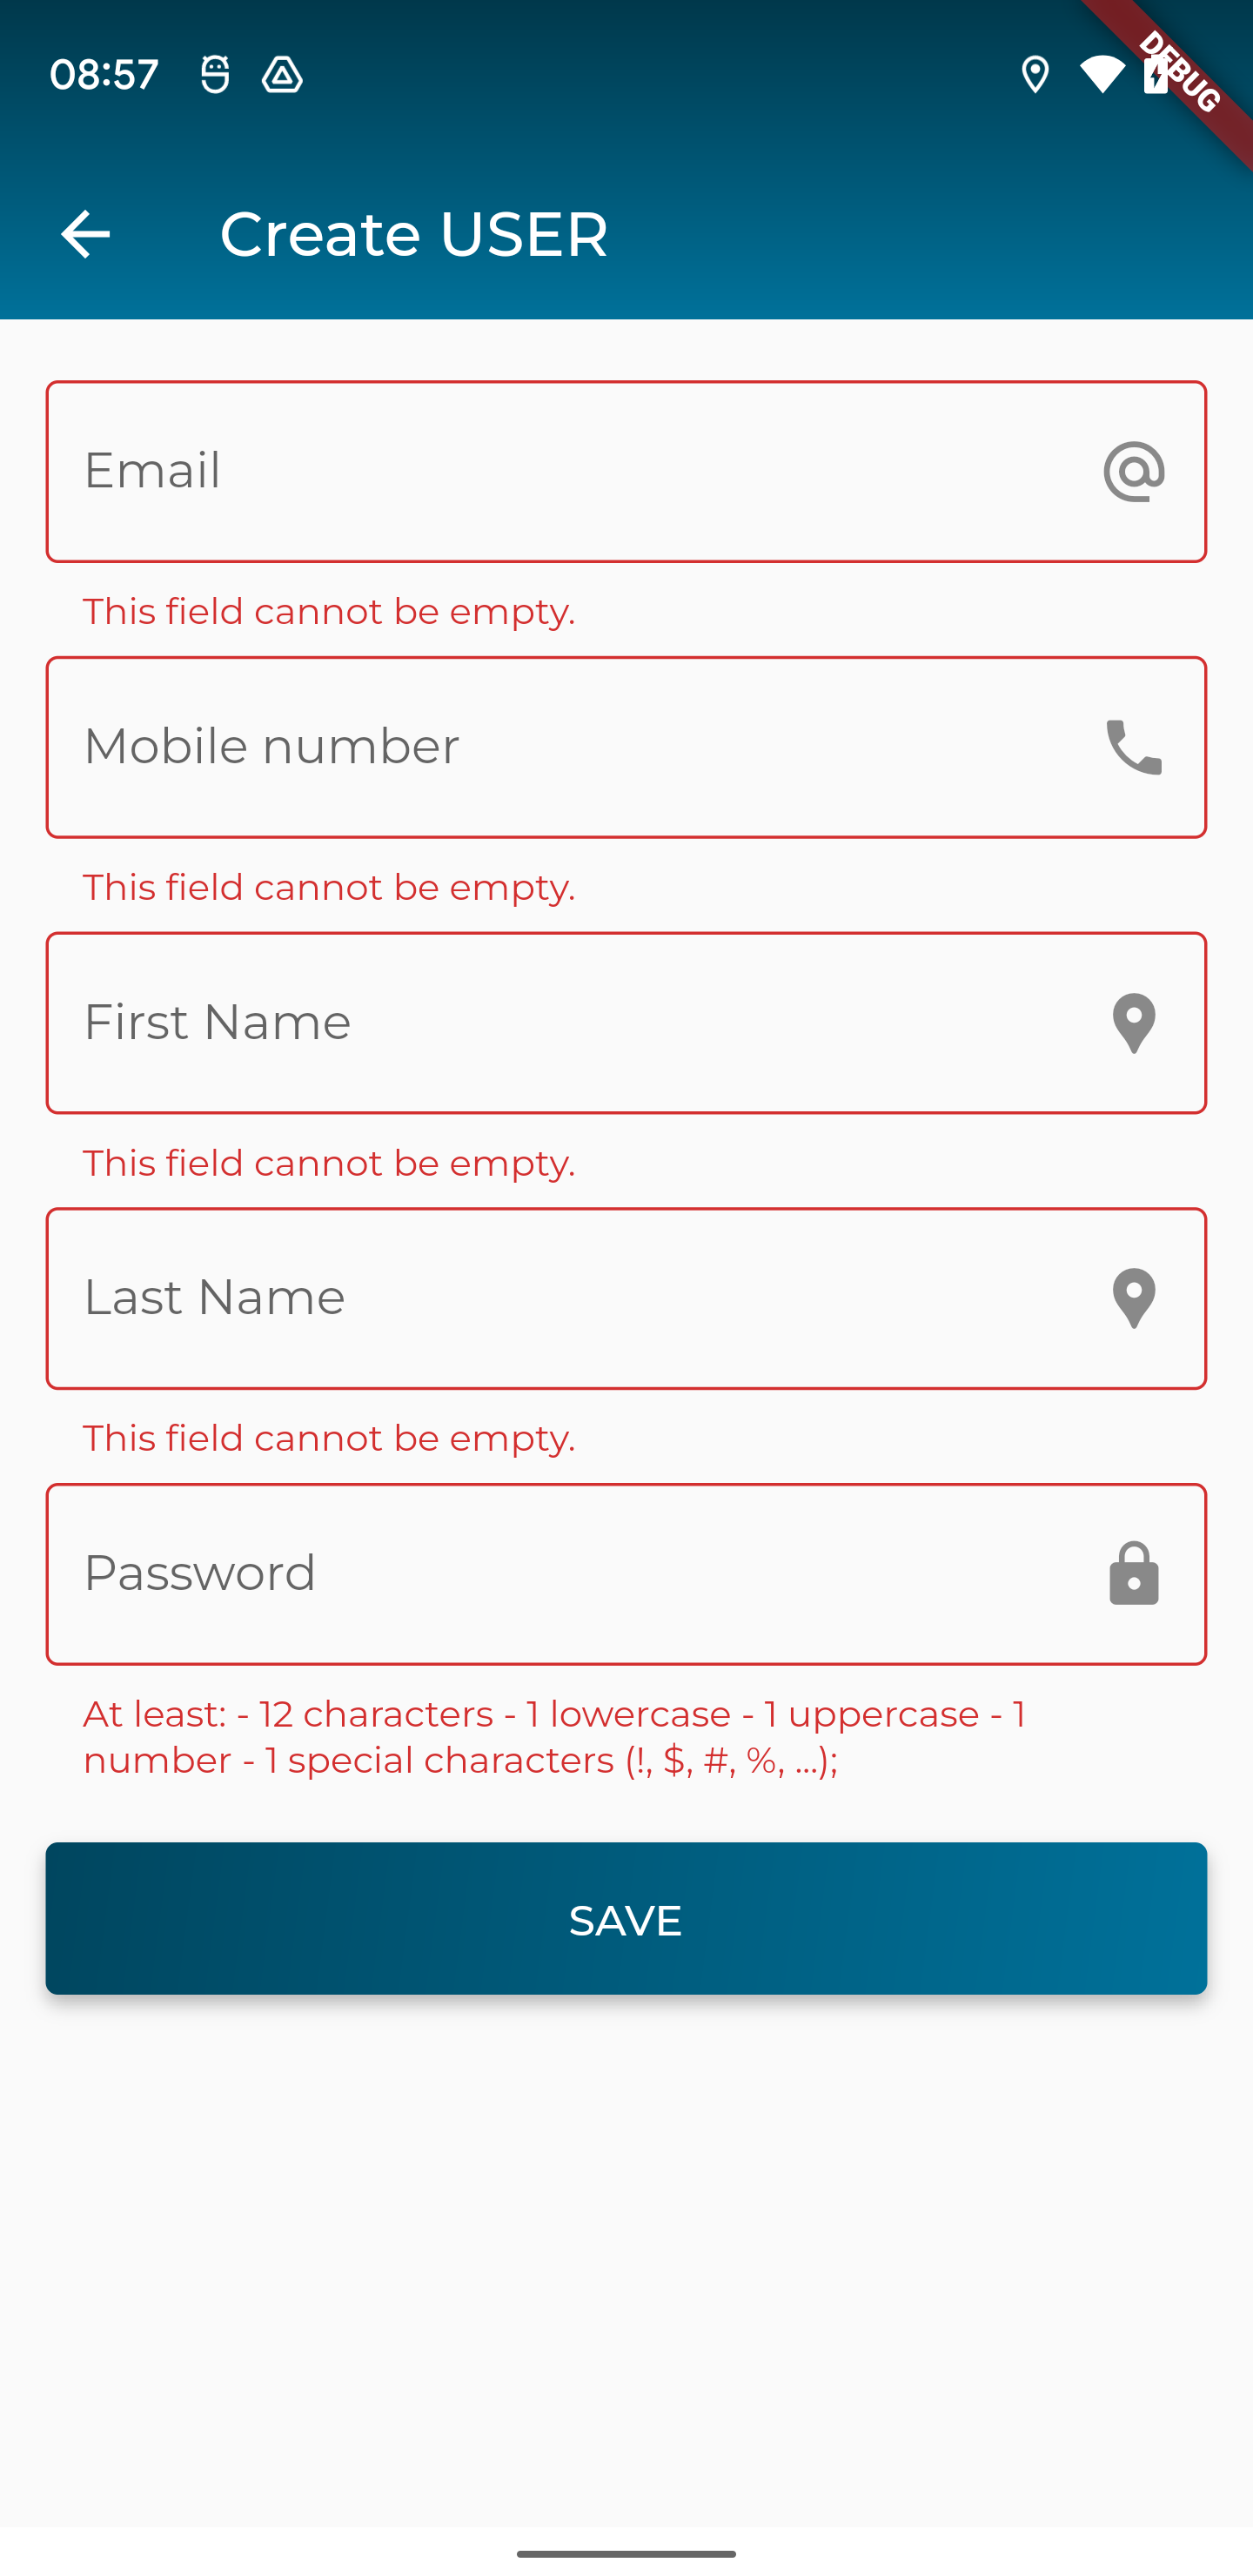 08:57
DEBUG
Create USER
Email
This field cannot be empty.
Mobile number
This field cannot be empty.
First Name
This field cannot be empty.
Last Name
This field cannot be empty.
Password
At least: - 12 characters - 1 lowercase - 1 uppercase - 1
number - 1 special characters (!, $, #, %, ...);
SAVE